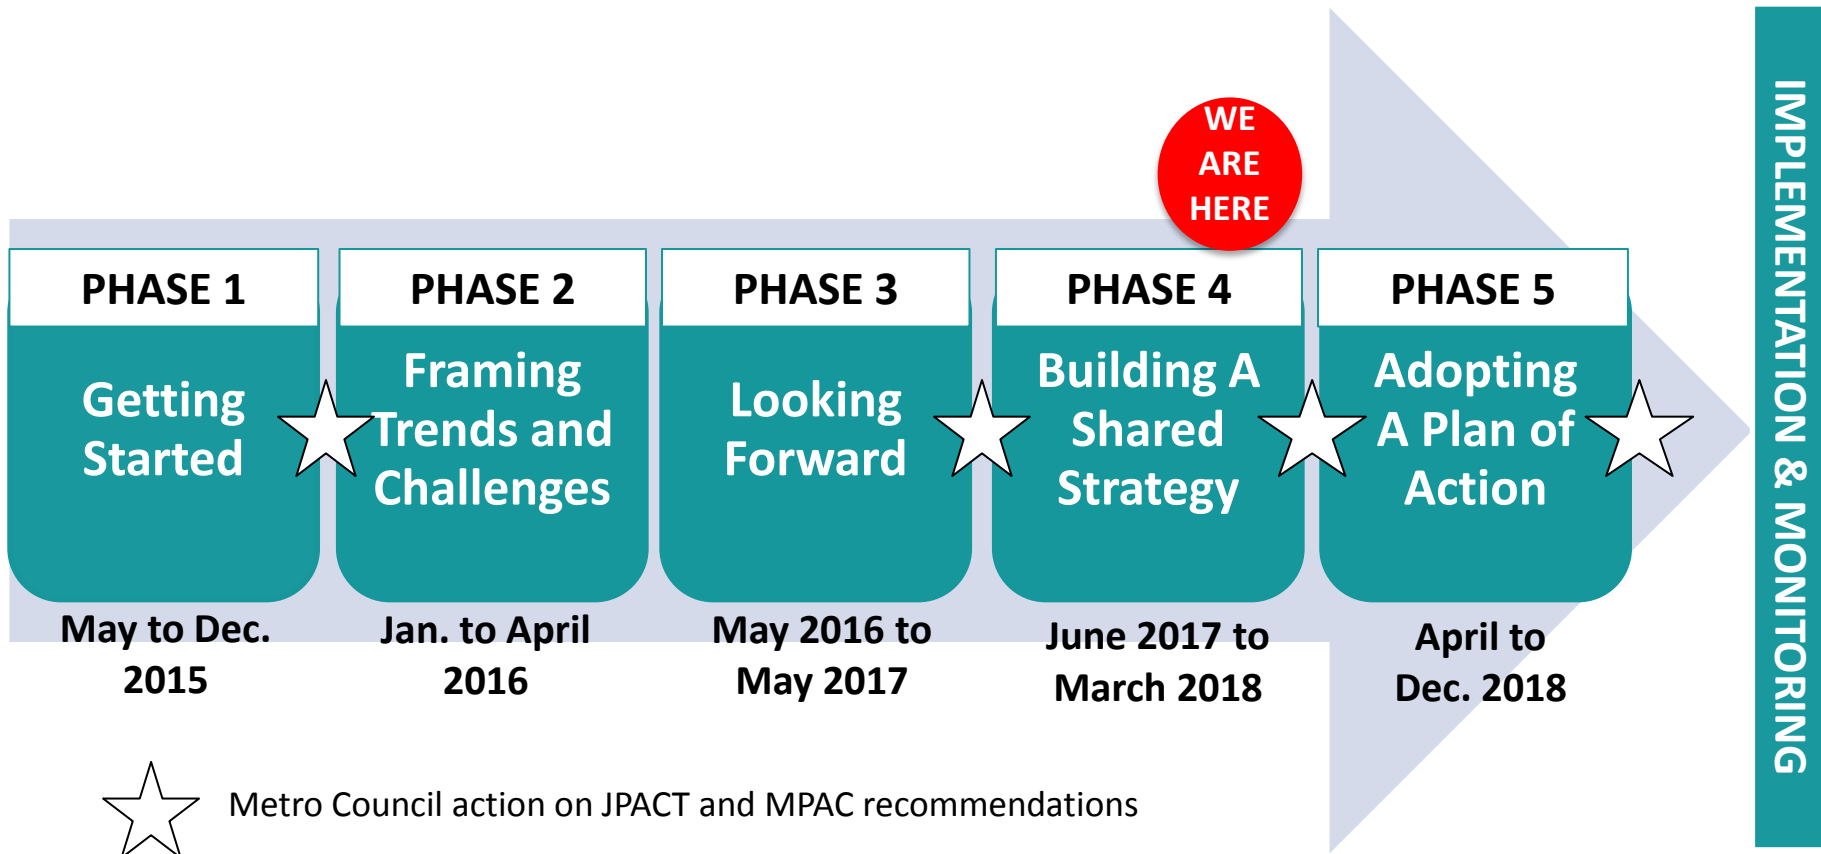 WE
ARE
HERE
PHASE 1
Getting
Started
May to Dec.
2015
PHASE 2
Framing
Trends and
Challenges
Jan. to April
2016
PHASE 3
Looking
Forward
May 2016 to
May 2017
PHASE 4
Building A
Shared
Strategy
June 2017 to
March 2018
PHASE 5
Adopting
A Plan of
Action
April to
Dec. 2018
IMPLEMENTATION & MONITORING
Metro Council action on JPACT and MPAC recommendations